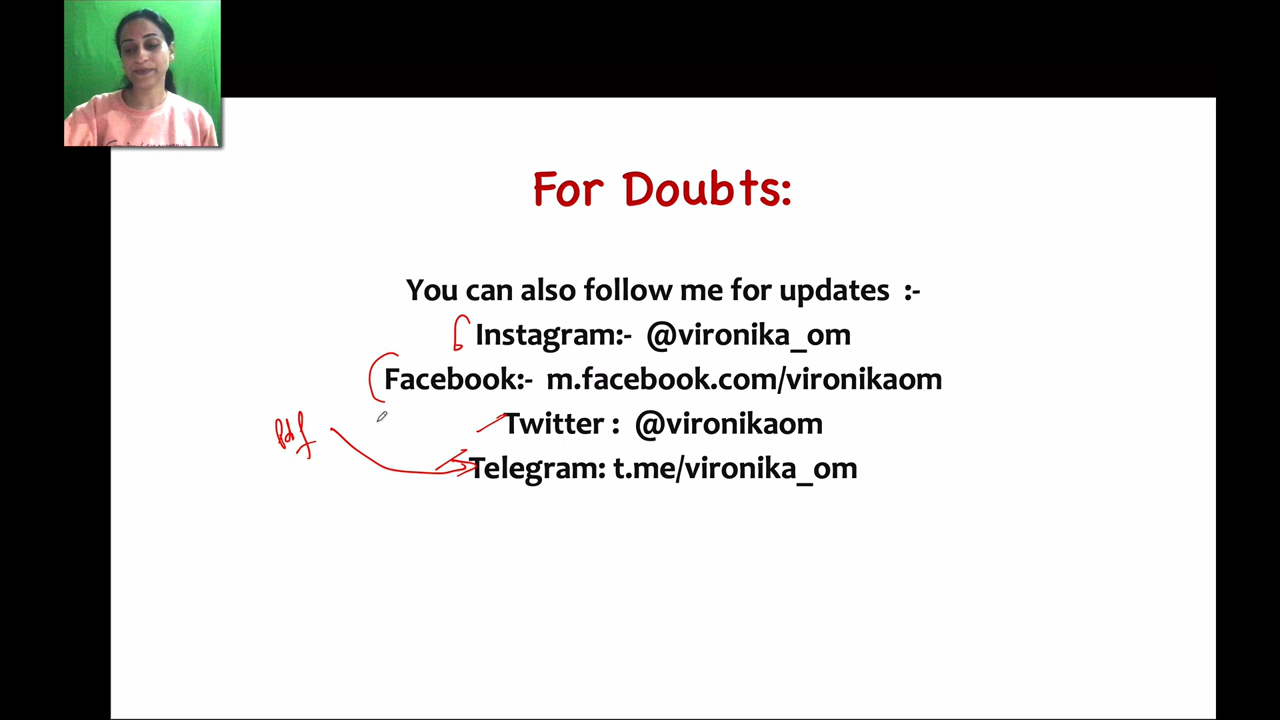 For Doubts:
You can also follow me for updates :-
Instagram:- @vironika_om
Facebook:- m.facebook.com/vironikaom
Twitter : @vironikaom
Pdf
Telegram: t.me/vironika_om